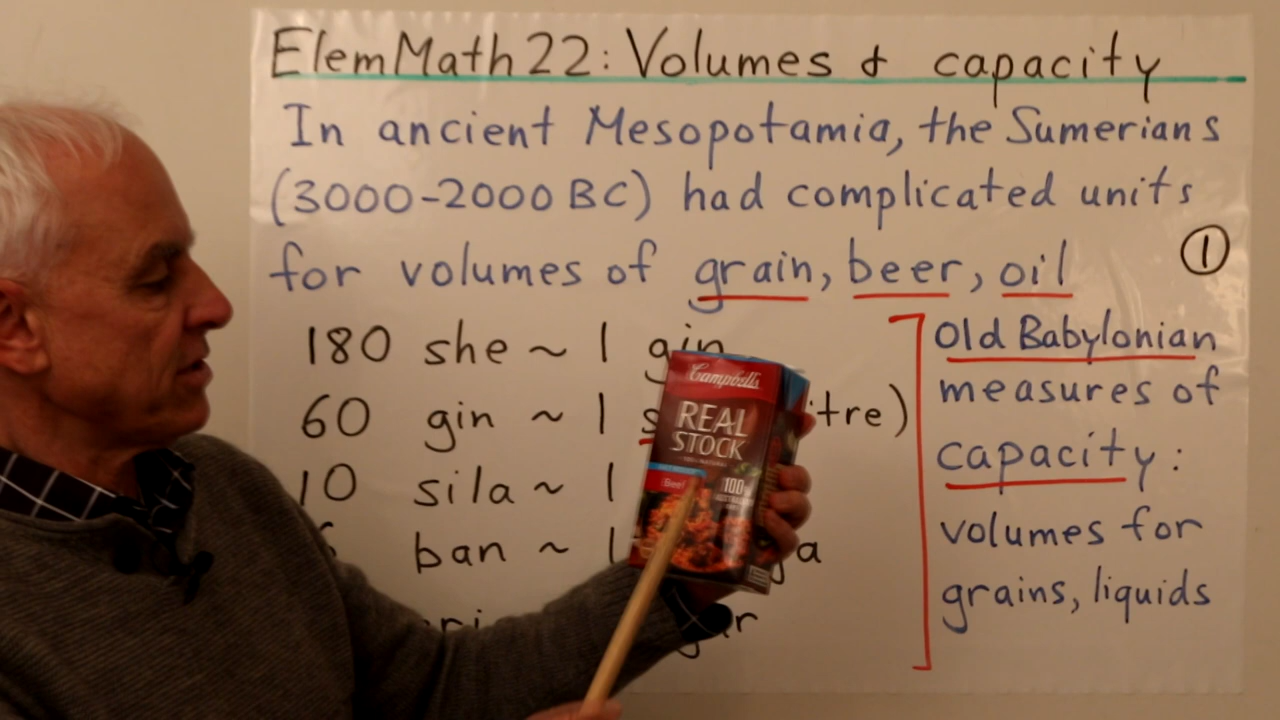 ElemMath22: Volumes & capacity
In ancient Mesopotamia, the Sumerians
(3000-2000 BC) had complicated units
for volumes of grain, beer, oil
①
180 she ~ 1 gin
60 gin ~ 1 s itre)
10 sila ~ 1
ban ~ 1 a
Old Babylonian
measures of
capacity:
volumes for
grains, liquids
Campbell's
REAL
STOCK
Beef
100